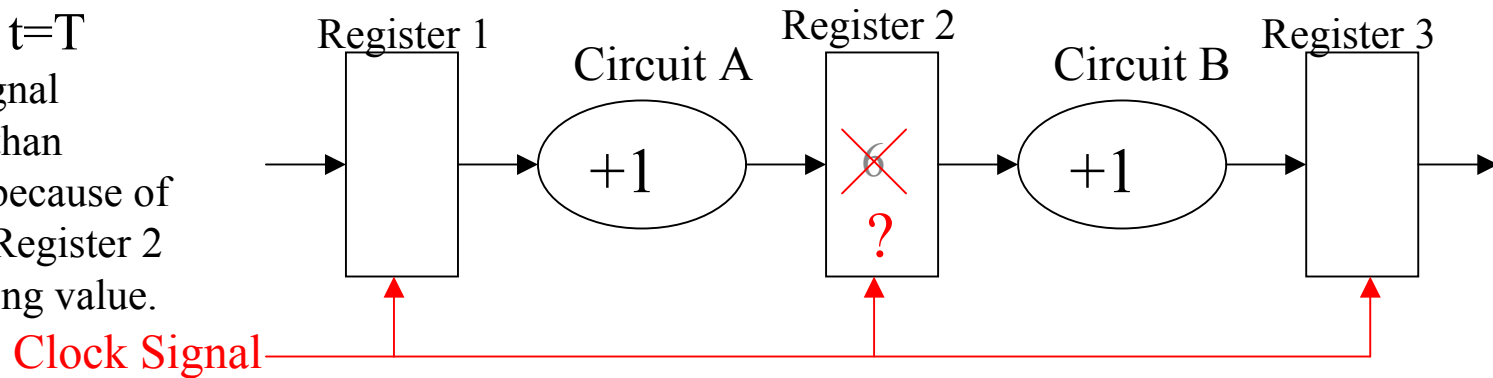 t=T
gnal
than
because of
Register 2
ng value.
Register 1
Circuit A
Register 2
Circuit B
Register 3
+1
6
?
+1
Clock Signal